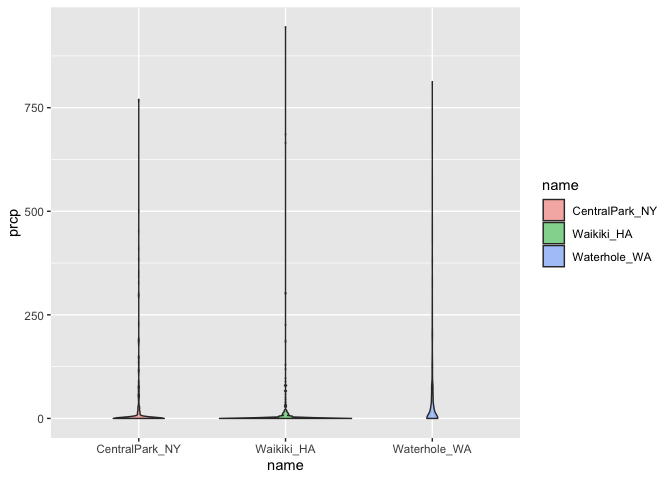 750
500
250
0
prcp
CentralPark_NY
Waikiki_HA
Waterhole_WA
name
name
CentralPark_NY
Waikiki_HA
Waterhole_WA